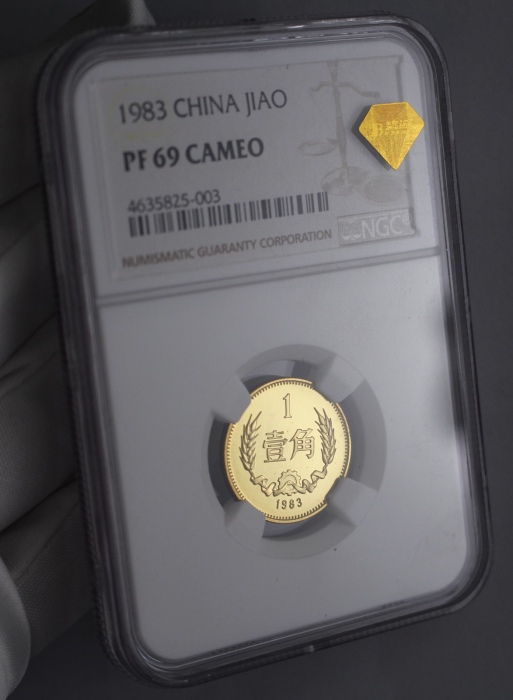 1983 CHINA JIAO
PF 69 CAMEO
4635825-003
NUMISMATIC GUARANTY CORPORATION
NGC
1
壹角
1983